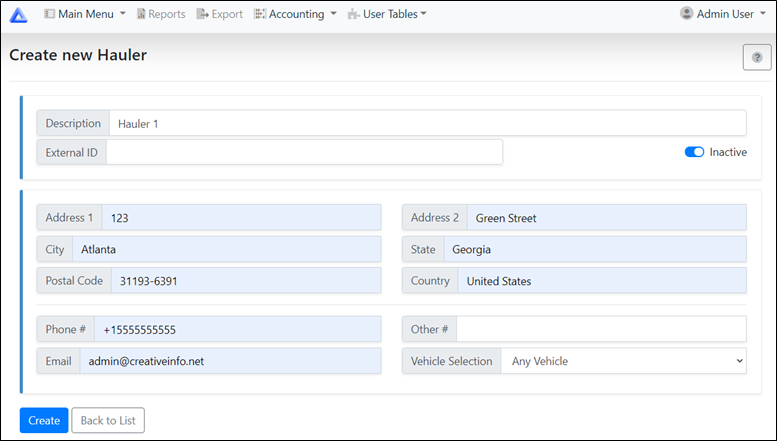 Main Menu Reports Export Accounting User Tables Admin User
Create new Hauler ?
Description Hauler 1
External ID Inactive
Address 1 123 Address 2 Green Street
City Atlanta State Georgia
Postal Code 31193-6391 Country United States
Phone # +15555555555 Other #
Email admin@creativeinfo.net Vehicle Selection Any Vehicle
Create Back to List